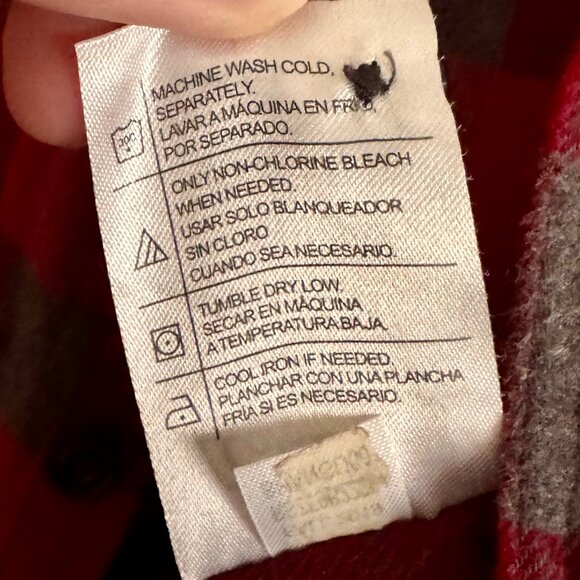 MACHINE WASH COLD,
SEPARATELY.
LAVAR A MÁQUINA EN FRÍO,
POR SEPARADO.
30C
ONLY NON-CHLORINE BLEACH
WHEN NEEDED.
USAR SOLO BLANQUEADOR
SIN CLORO
CUANDO SEA NECESARIO.
TUMBLE DRY LOW.
SECAR EN MÁQUINA
A TEMPERATURA BAJA.
COOL IRON IF NEEDED.
PLANCHAR CON UNA PLANCHA
FRIA SI ES NECESARIO.